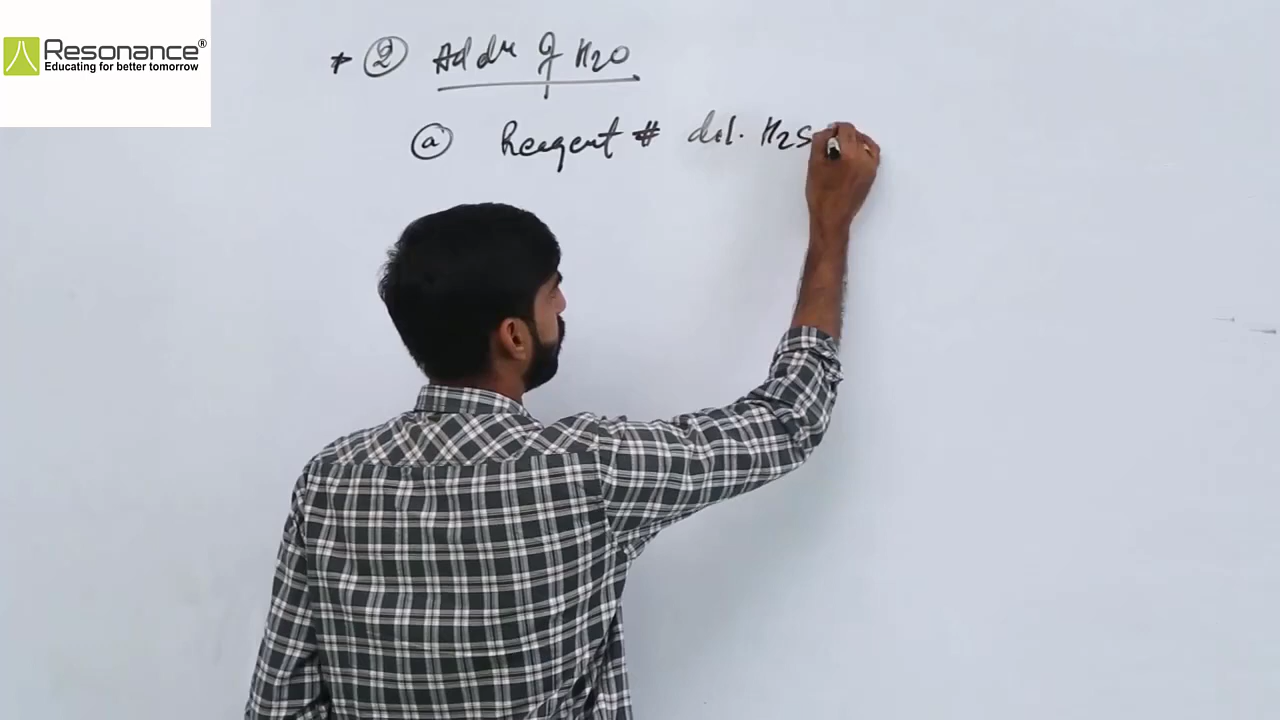 Resonance®
Educating for better tomorrow
* ② Addn of H2O
ⓐ Reagent # dil. H2S